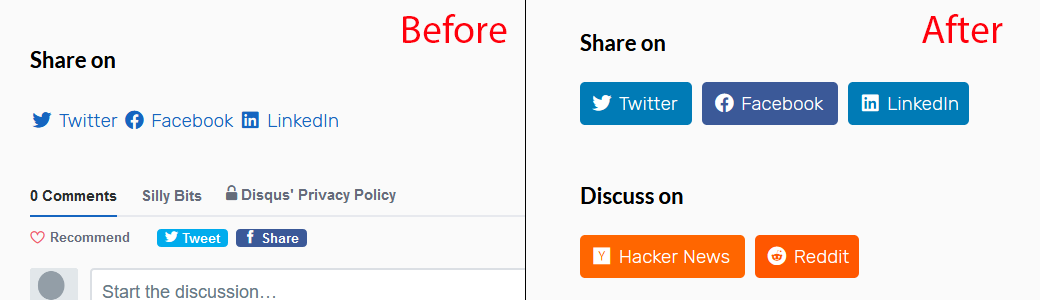 Before
Share on
Twitter Facebook LinkedIn
0 Comments Silly Bits Disqus' Privacy Policy
Recommend Tweet f Share
Start the discussion…
After
Share on
Twitter Facebook in LinkedIn
Discuss on
Y Hacker News Reddit